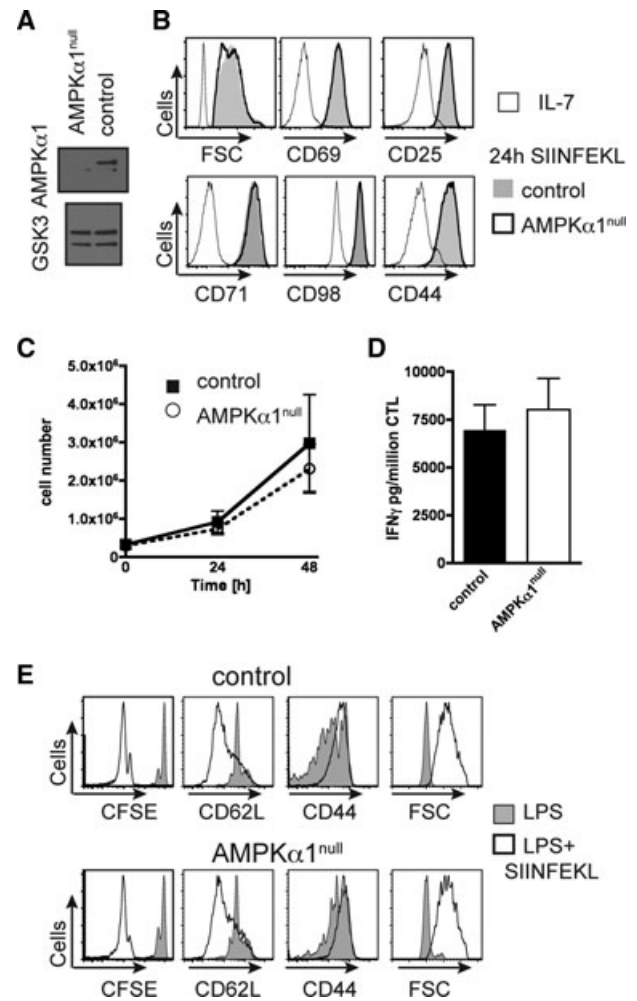 A
AMPKα1null
control
AMPKα1
GSK3
B
Cells
FSC
CD69
CD25
Cells
CD71
CD98
CD44
IL-7
24h SIINFEKL
control
AMPKα1null
C
cell number
5.0x10⁶
4.0x10⁶
3.0x10⁶
2.0x10⁶
1.0x10⁶
0
0
24
48
Time [h]
control
AMPKα1null
D
IFNγ pg/million CTL
10000
7500
5000
2500
0
control
AMPKα1null
E
control
Cells
CFSE
CD62L
CD44
FSC
AMPKα1null
Cells
CFSE
CD62L
CD44
FSC
LPS
LPS+
SIINFEKL